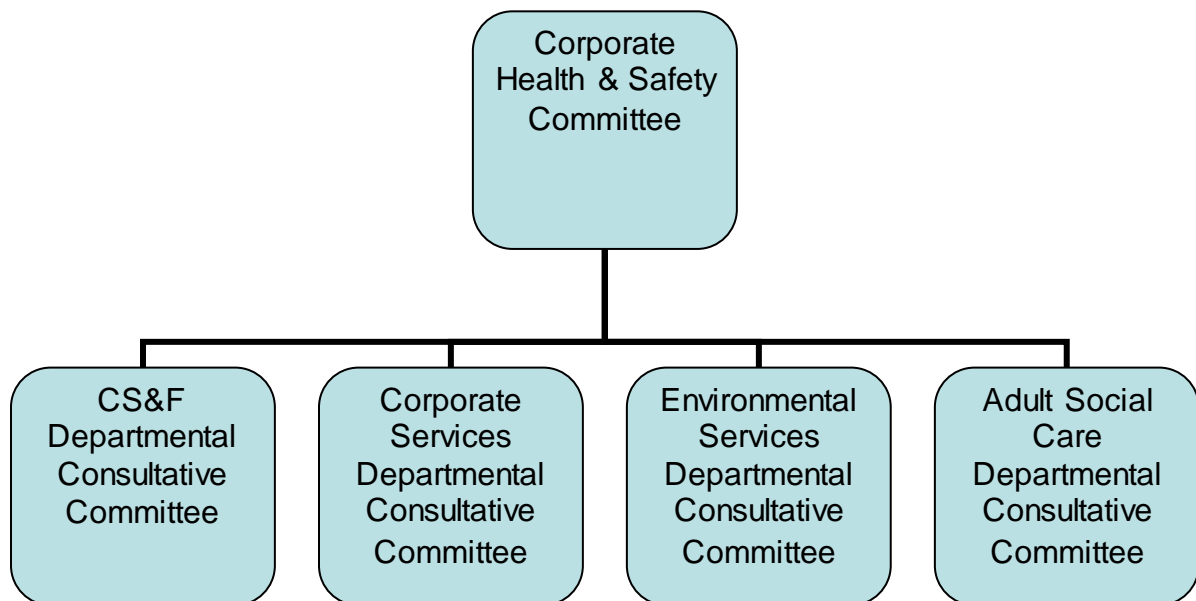 Corporate
Health & Safety
Committee
CS&F
Departmental
Consultative
Committee
Corporate
Services
Departmental
Consultative
Committee
Environmental
Services
Departmental
Consultative
Committee
Adult Social
Care
Departmental
Consultative
Committee